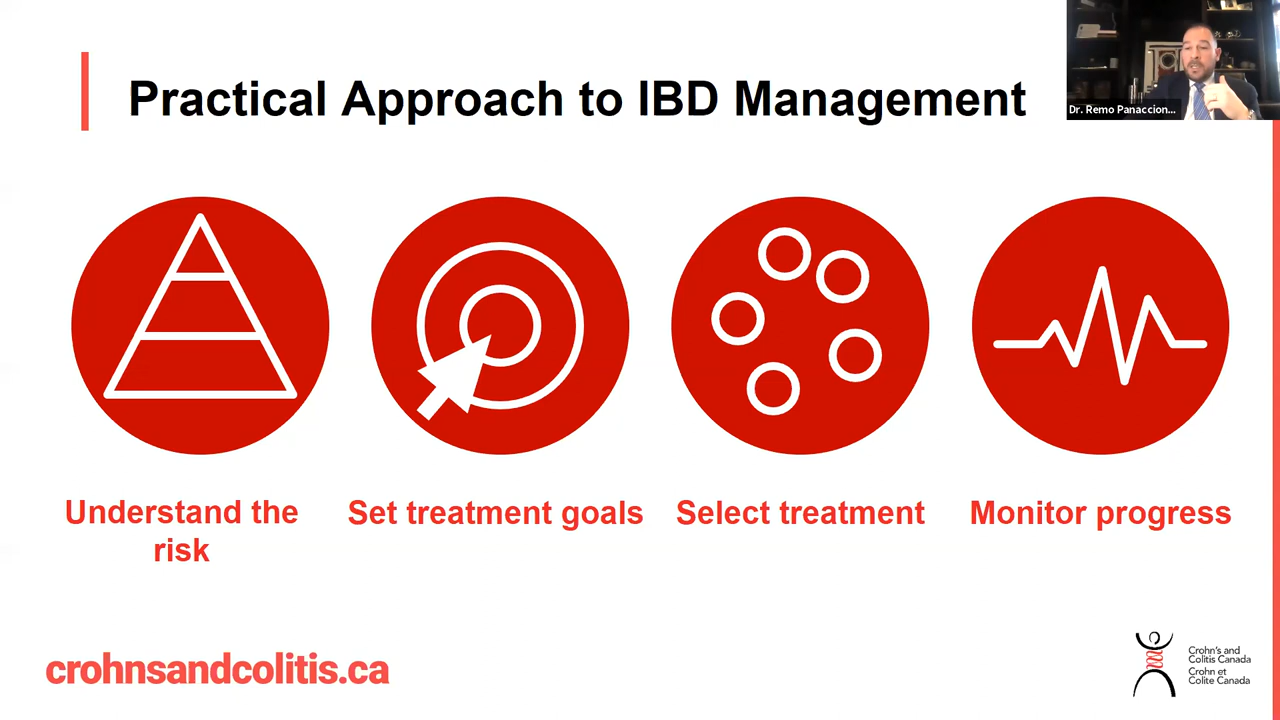 Practical Approach to IBD Management
Dr. Remo Panaccion...
Understand the
risk
Set treatment goals
Select treatment
Monitor progress
crohnsandcolitis.ca
Crohn's and
Colitis Canada
Crohn et
Colite Canada